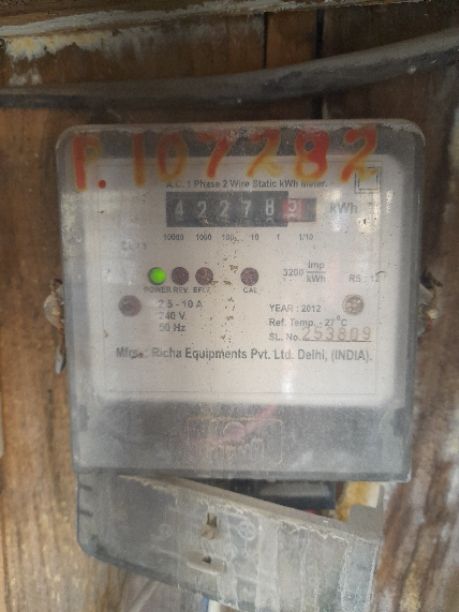 P.107282
A.C. 1 Phase 2 Wire Static kWh Meter
42278 kWh
10000 1000 100 10 1 1/10
3200 imp/kWh
POWER REV. EFLT CAL
2.5 - 10 A
240 V
50 Hz
YEAR : 2012
Ref. Temp. - 27°C
SL. No. 253809
Mfrs.: Richa Equipments Pvt. Ltd. Delhi, (INDIA).